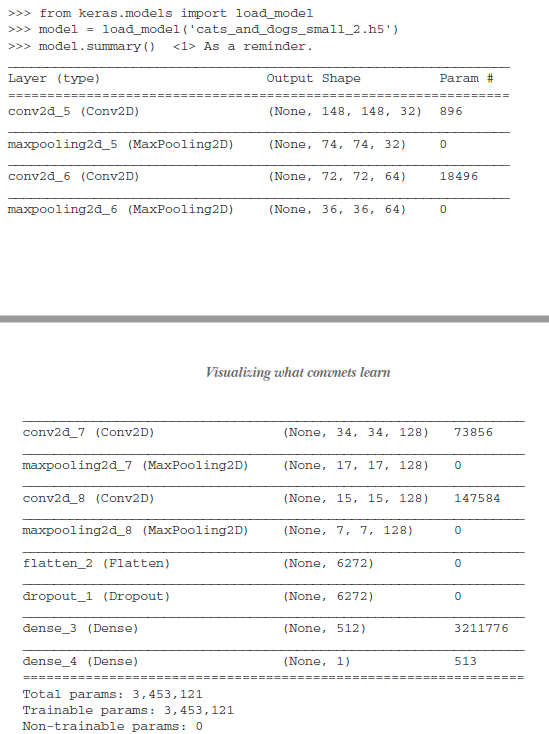 >>> from keras.models import load_model
>>> model = load_model('cats_and_dogs_small_2.h5')
>>> model.summary() <1> As a reminder.
________________________________________________________________
Layer (type) Output Shape Param #
================================================================
conv2d_5 (Conv2D) (None, 148, 148, 32) 896
________________________________________________________________
maxpooling2d_5 (MaxPooling2D) (None, 74, 74, 32) 0
________________________________________________________________
conv2d_6 (Conv2D) (None, 72, 72, 64) 18496
________________________________________________________________
maxpooling2d_6 (MaxPooling2D) (None, 36, 36, 64) 0
Visualizing what convnets learn
________________________________________________________________
conv2d_7 (Conv2D) (None, 34, 34, 128) 73856
________________________________________________________________
maxpooling2d_7 (MaxPooling2D) (None, 17, 17, 128) 0
________________________________________________________________
conv2d_8 (Conv2D) (None, 15, 15, 128) 147584
________________________________________________________________
maxpooling2d_8 (MaxPooling2D) (None, 7, 7, 128) 0
________________________________________________________________
flatten_2 (Flatten) (None, 6272) 0
________________________________________________________________
dropout_1 (Dropout) (None, 6272) 0
________________________________________________________________
dense_3 (Dense) (None, 512) 3211776
________________________________________________________________
dense_4 (Dense) (None, 1) 513
================================================================
Total params: 3,453,121
Trainable params: 3,453,121
Non-trainable params: 0